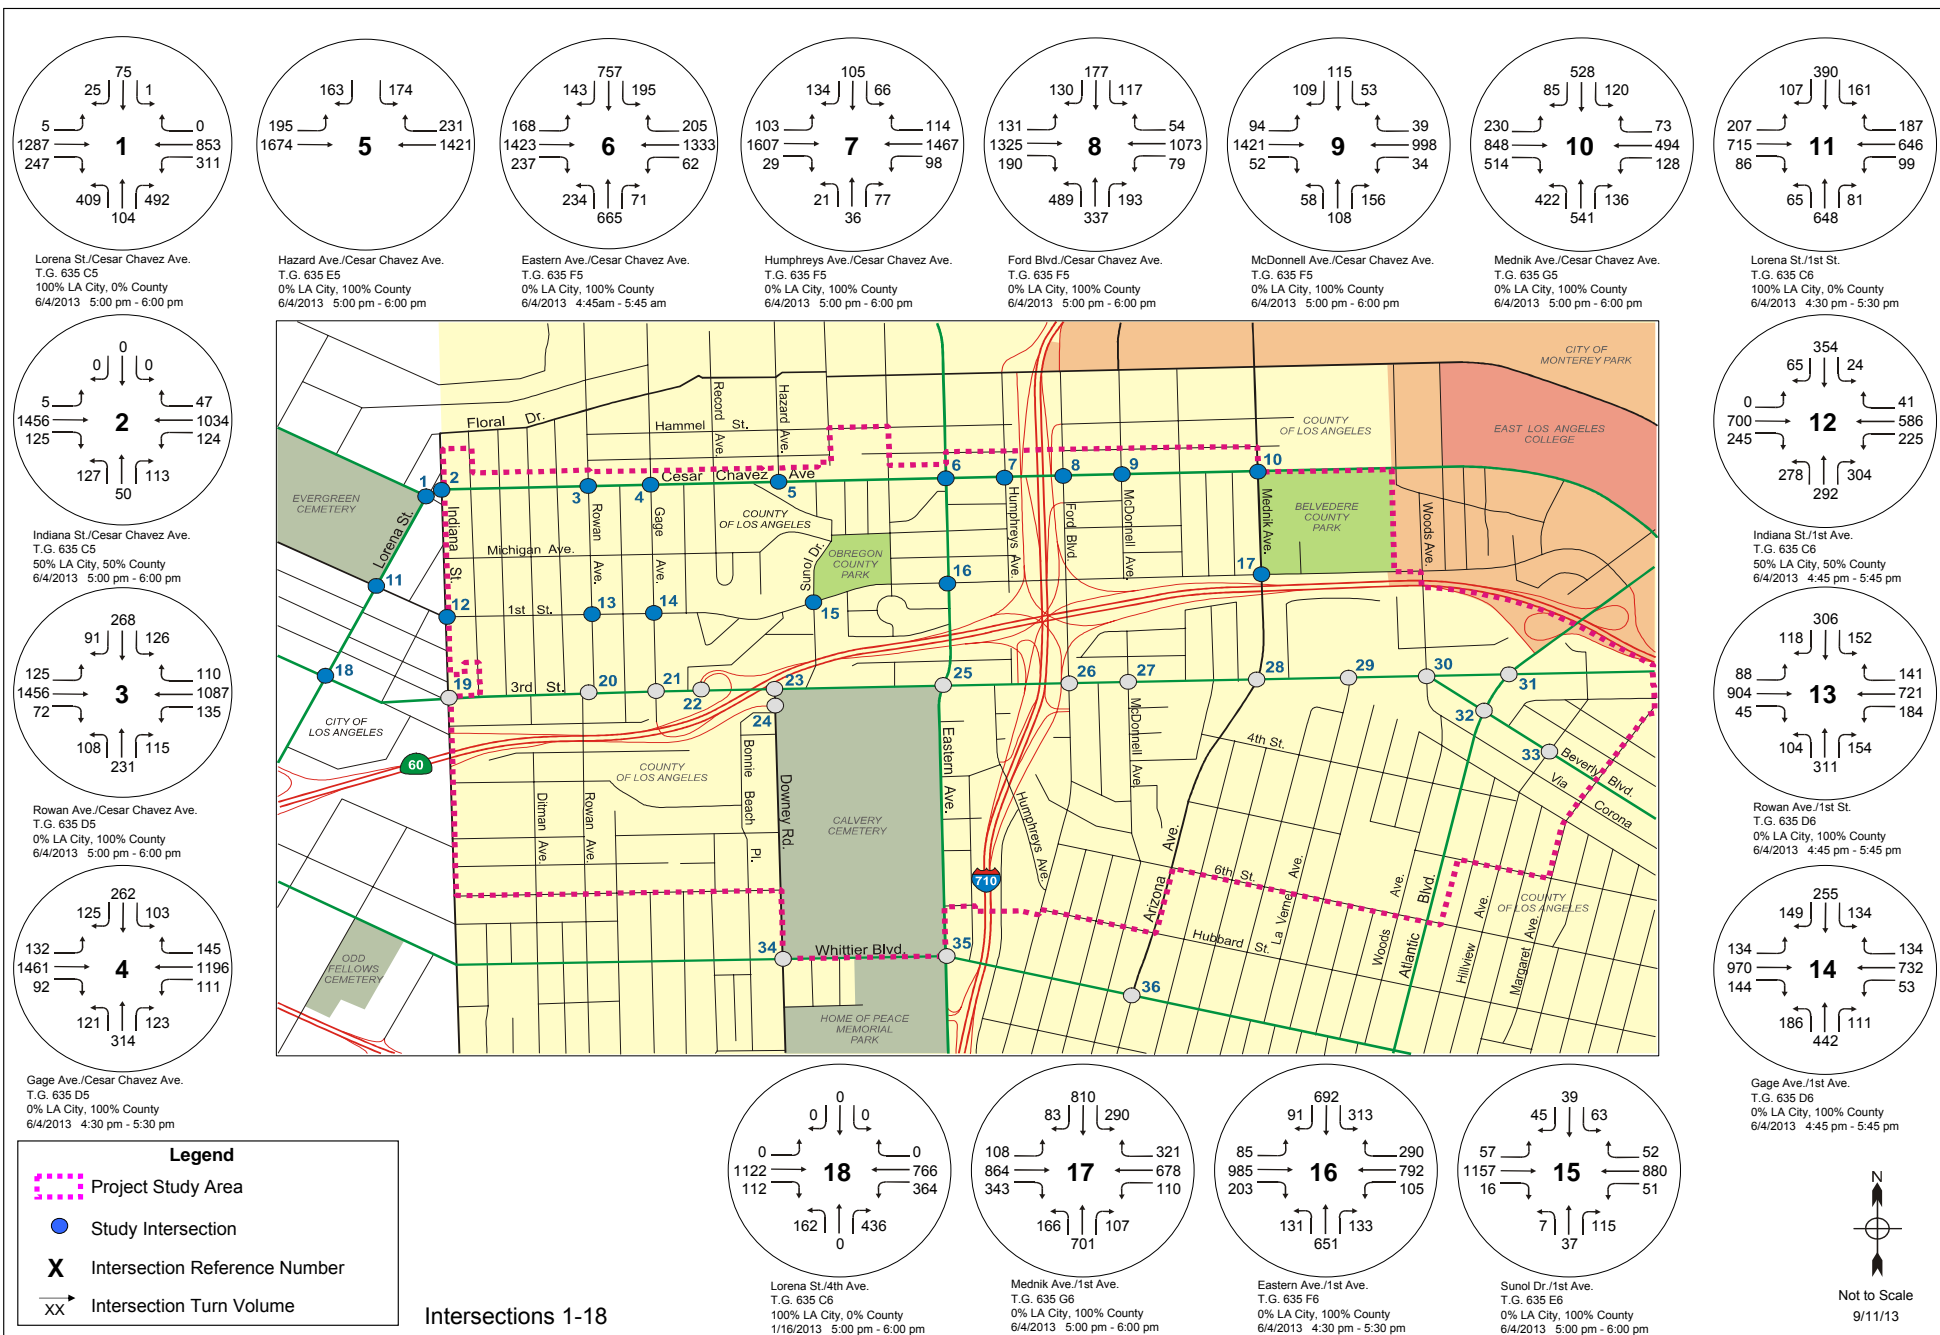 75
25 1
5 0
1287 1 853
247 311
409 492
104
Lorena St./Cesar Chavez Ave.
T.G. 635 C5
100% LA City, 0% County
6/4/2013 5:00 pm - 6:00 pm
163 174
195 231
1674 5 1421
Hazard Ave./Cesar Chavez Ave.
T.G. 635 E5
0% LA City, 100% County
6/4/2013 5:00 pm - 6:00 pm
757
143 195
168 205
1423 6 1333
237 62
234 71
665
Eastern Ave./Cesar Chavez Ave.
T.G. 635 F5
0% LA City, 100% County
6/4/2013 4:45am - 5:45 am
105
134 66
103 114
1607 7 1467
29 98
21 77
36
Humphreys Ave./Cesar Chavez Ave.
T.G. 635 F5
0% LA City, 100% County
6/4/2013 5:00 pm - 6:00 pm
177
130 117
131 54
1325 8 1073
190 79
489 193
337
Ford Blvd./Cesar Chavez Ave.
T.G. 635 F5
0% LA City, 100% County
6/4/2013 5:00 pm - 6:00 pm
115
109 53
94 39
1421 9 998
52 34
58 156
108
McDonnell Ave./Cesar Chavez Ave.
T.G. 635 F5
0% LA City, 100% County
6/4/2013 5:00 pm - 6:00 pm
528
85 120
230 73
848 10 494
514 128
422 136
541
Mednik Ave./Cesar Chavez Ave.
T.G. 635 G5
0% LA City, 100% County
6/4/2013 5:00 pm - 6:00 pm
390
107 161
207 187
715 11 646
86 99
65 81
648
Lorena St./1st St.
T.G. 635 C6
100% LA City, 0% County
6/4/2013 4:30 pm - 5:30 pm
0
0 0
5 47
1456 2 1034
125 124
127 113
50
Indiana St./Cesar Chavez Ave.
T.G. 635 C5
50% LA City, 50% County
6/4/2013 5:00 pm - 6:00 pm
268
91 126
125 110
1456 3 1087
72 135
108 115
231
Rowan Ave./Cesar Chavez Ave.
T.G. 635 D5
0% LA City, 100% County
6/4/2013 5:00 pm - 6:00 pm
262
125 103
132 145
1461 4 1196
92 111
121 123
314
Gage Ave./Cesar Chavez Ave.
T.G. 635 D5
0% LA City, 100% County
6/4/2013 4:30 pm - 5:30 pm
CITY OF
MONTEREY PARK
EAST LOS ANGELES
COLLEGE
COUNTY
OF LOS ANGELES
Floral Dr.
Hammel St.
Record Ave.
Hazard Ave.
Cesar Chavez Ave
1
2
3
4
5
6
7
8
9
10
EVERGREEN
CEMETERY
Lorena St.
Indiana St.
Michigan Ave.
Rowan Ave.
Gage Ave.
COUNTY
OF LOS ANGELES
Sunol Dr.
OBREGON
COUNTY
PARK
Humphreys Ave.
Ford Blvd.
McDonnell Ave.
Mednik Ave.
BELVEDERE
COUNTY
PARK
Woods Ave.
11
12
13
14
15
16
17
1st St.
18
19
20
21
22
23
24
25
26
27
28
29
30
31
32
33
3rd St.
CITY OF
LOS ANGELES
60
COUNTY
OF LOS ANGELES
Ditman Ave.
Rowan Ave.
Bonnie Beach Pl.
Downey Rd.
CALVERY
CEMETERY
Eastern Ave.
Humphreys Ave.
McDonnell Ave.
Arizona Ave.
4th St.
6th St.
Hubbard St.
La Verne Ave.
Woods Ave.
Atlantic Blvd.
Hillview Ave.
Margaret Ave.
Beverly Blvd.
Via Corona
COUNTY
OF LOS ANGELES
710
ODD
FELLOWS
CEMETERY
34
Whittier Blvd.
35
36
HOME OF PEACE
MEMORIAL
PARK
354
65 24
0 41
700 12 586
245 225
278 304
292
Indiana St./1st Ave.
T.G. 635 C6
50% LA City, 50% County
6/4/2013 4:45 pm - 5:45 pm
306
118 152
88 141
904 13 721
45 184
104 154
311
Rowan Ave./1st St.
T.G. 635 D6
0% LA City, 100% County
6/4/2013 4:45 pm - 5:45 pm
255
149 134
134 134
970 14 732
144 53
186 111
442
Gage Ave./1st Ave.
T.G. 635 D6
0% LA City, 100% County
6/4/2013 4:45 pm - 5:45 pm
Legend
Project Study Area
Study Intersection
X Intersection Reference Number
XX Intersection Turn Volume
Intersections 1-18
0
0 0
0 0
1122 18 766
112 364
162 436
0
Lorena St./4th Ave.
T.G. 635 C6
100% LA City, 0% County
1/16/2013 5:00 pm - 6:00 pm
810
83 290
108 321
864 17 678
343 110
166 107
701
Mednik Ave./1st Ave.
T.G. 635 G6
0% LA City, 100% County
6/4/2013 5:00 pm - 6:00 pm
692
91 313
85 290
985 16 792
203 105
131 133
651
Eastern Ave./1st Ave.
T.G. 635 F6
0% LA City, 100% County
6/4/2013 4:30 pm - 5:30 pm
39
45 63
57 52
1157 15 880
16 51
7 115
37
Sunol Dr./1st Ave.
T.G. 635 E6
0% LA City, 100% County
6/4/2013 5:00 pm - 6:00 pm
N
Not to Scale
9/11/13